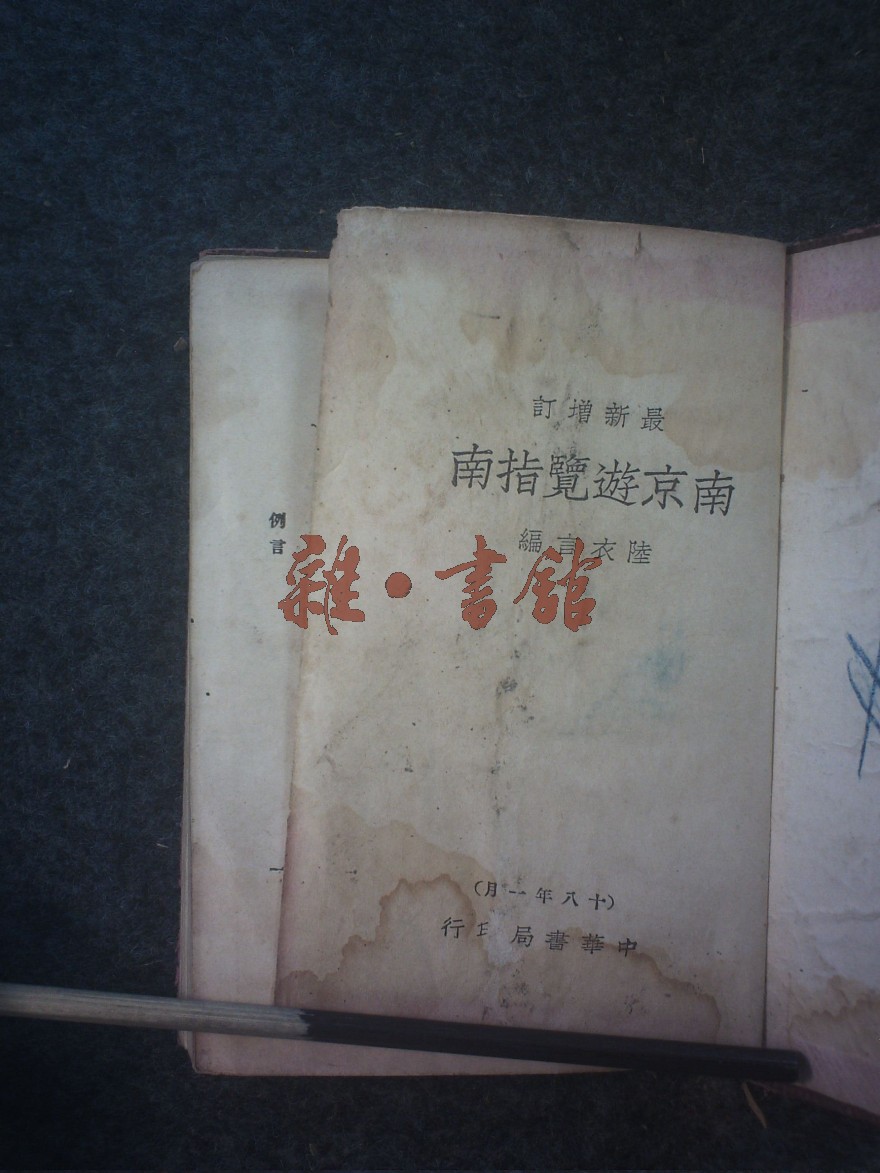 最新增訂
南京遊覽指南
陸衣言編
(十八年一月)
中華書局印行
例言
一
雜·書館